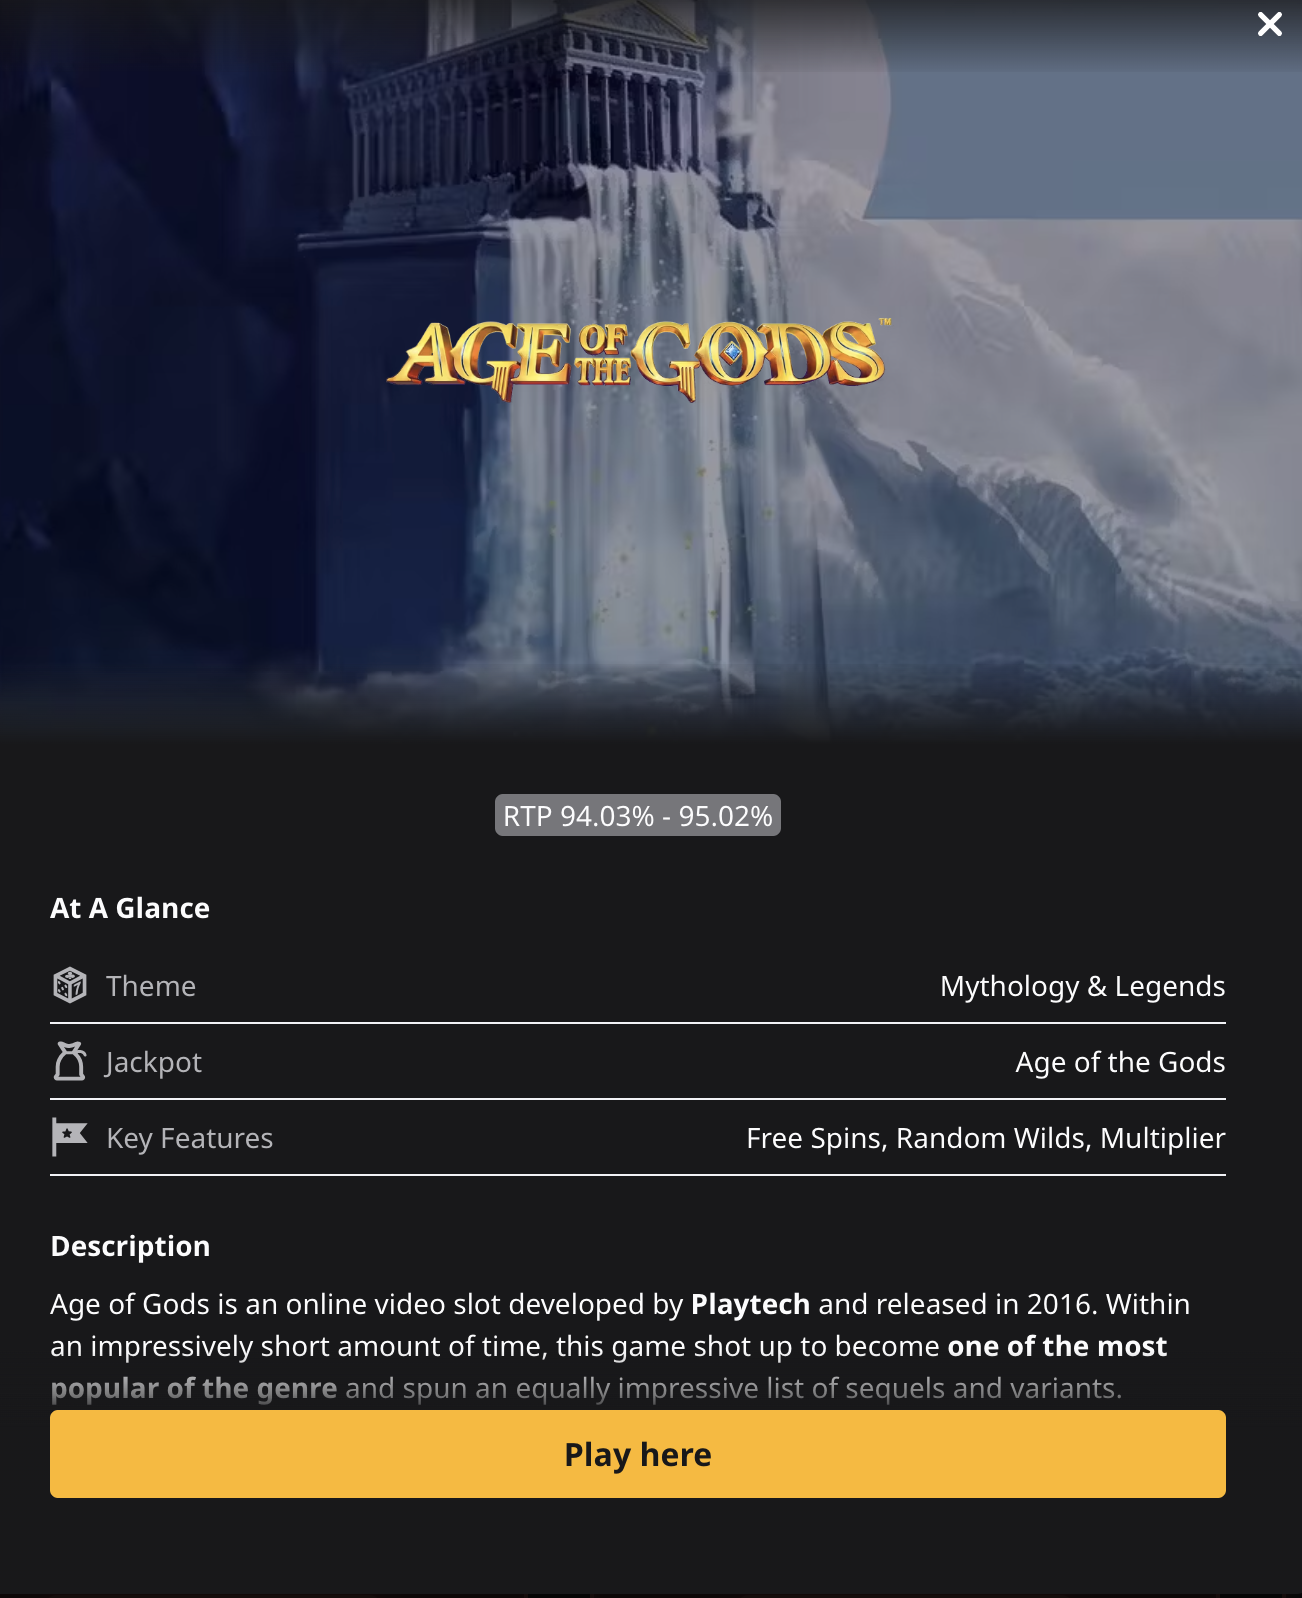 AGE OF THE GODS™
RTP 94.03% - 95.02%
At A Glance
Theme
Mythology & Legends
Jackpot
Age of the Gods
Key Features
Free Spins, Random Wilds, Multiplier
Description
Age of Gods is an online video slot developed by Playtech and released in 2016. Within
an impressively short amount of time, this game shot up to become one of the most
popular of the genre and spun an equally impressive list of sequels and variants.
Play here